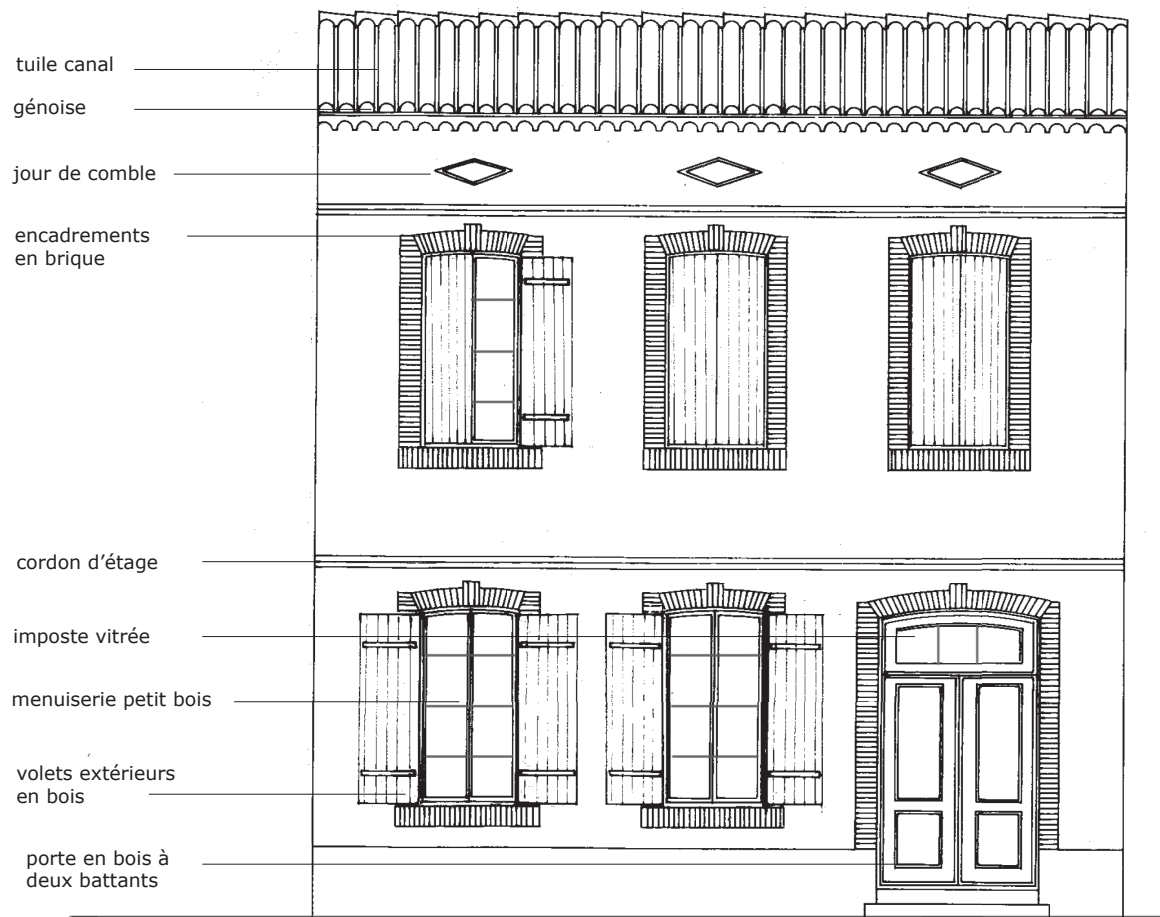 tuile canal
génoise
jour de comble
encadrements
en brique
cordon d’étage
imposte vitrée
menuiserie petit bois
volets extérieurs
en bois
porte en bois à
deux battants